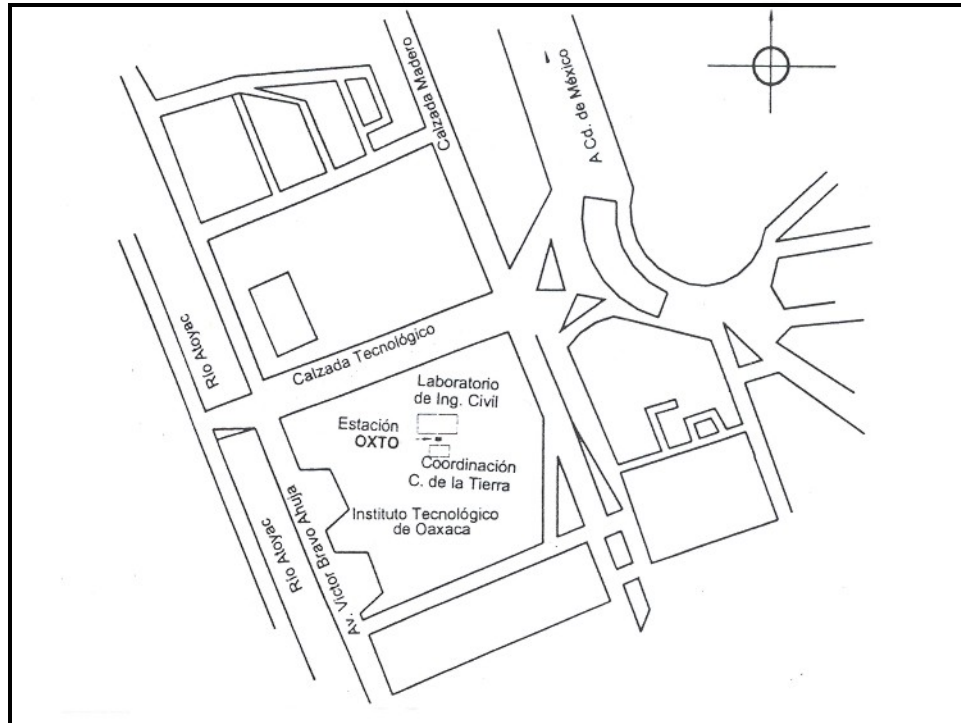 Calzada Madero
A Cd. de México
Río Atoyac
Calzada Tecnológico
Laboratorio
de Ing. Civil
Estación
OXTO
Coordinación
C. de la Tierra
Instituto Tecnológico
de Oaxaca
Río Atoyac
Av. Víctor Bravo Ahuja